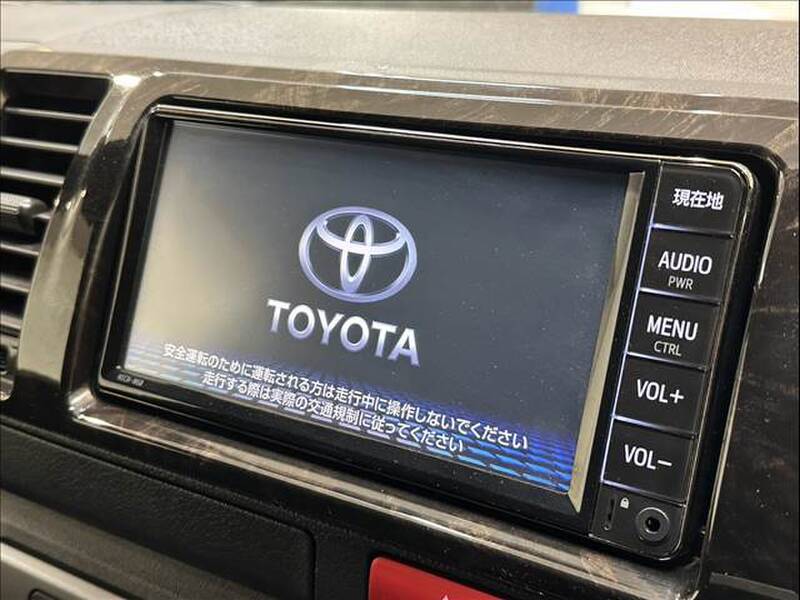 TOYOTA
安全運転のために運転される方は走行中に操作しないでください
走行する際は実際の交通規制に従ってください
現在地
AUDIO
PWR
MENU
CTRL
VOL+
VOL−